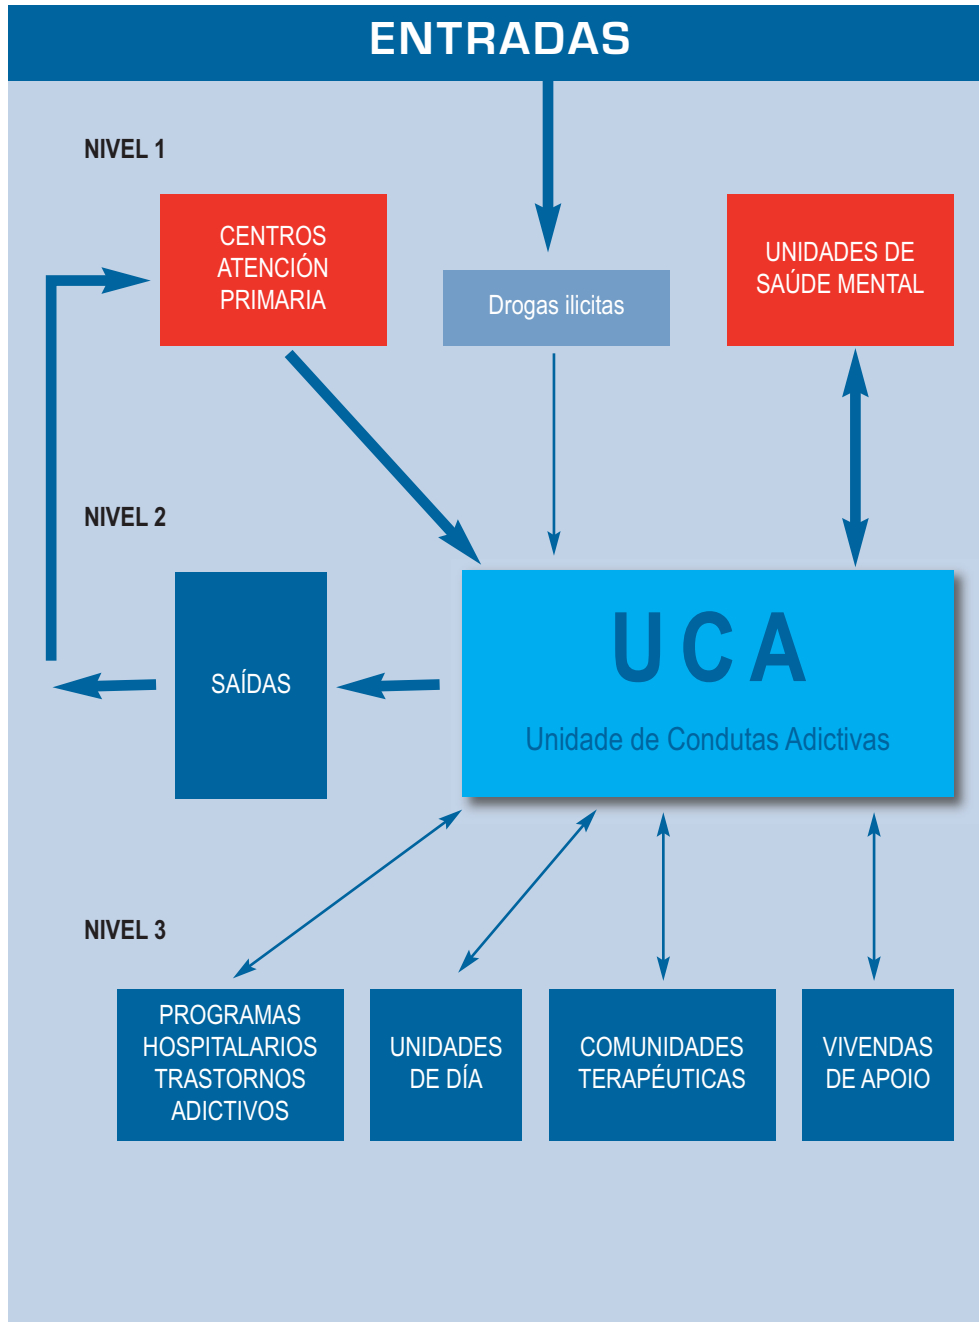 ENTRADAS
NIVEL 1
CENTROS
ATENCIÓN
PRIMARIA
Drogas ilicitas
UNIDADES DE
SAÚDE MENTAL
NIVEL 2
SAÍDAS
UCA
Unidade de Condutas Adictivas
NIVEL 3
PROGRAMAS
HOSPITALARIOS
TRASTORNOS
ADICTIVOS
UNIDADES
DE DÍA
COMUNIDADES
TERAPÉUTICAS
VIVENDAS
DE APOIO